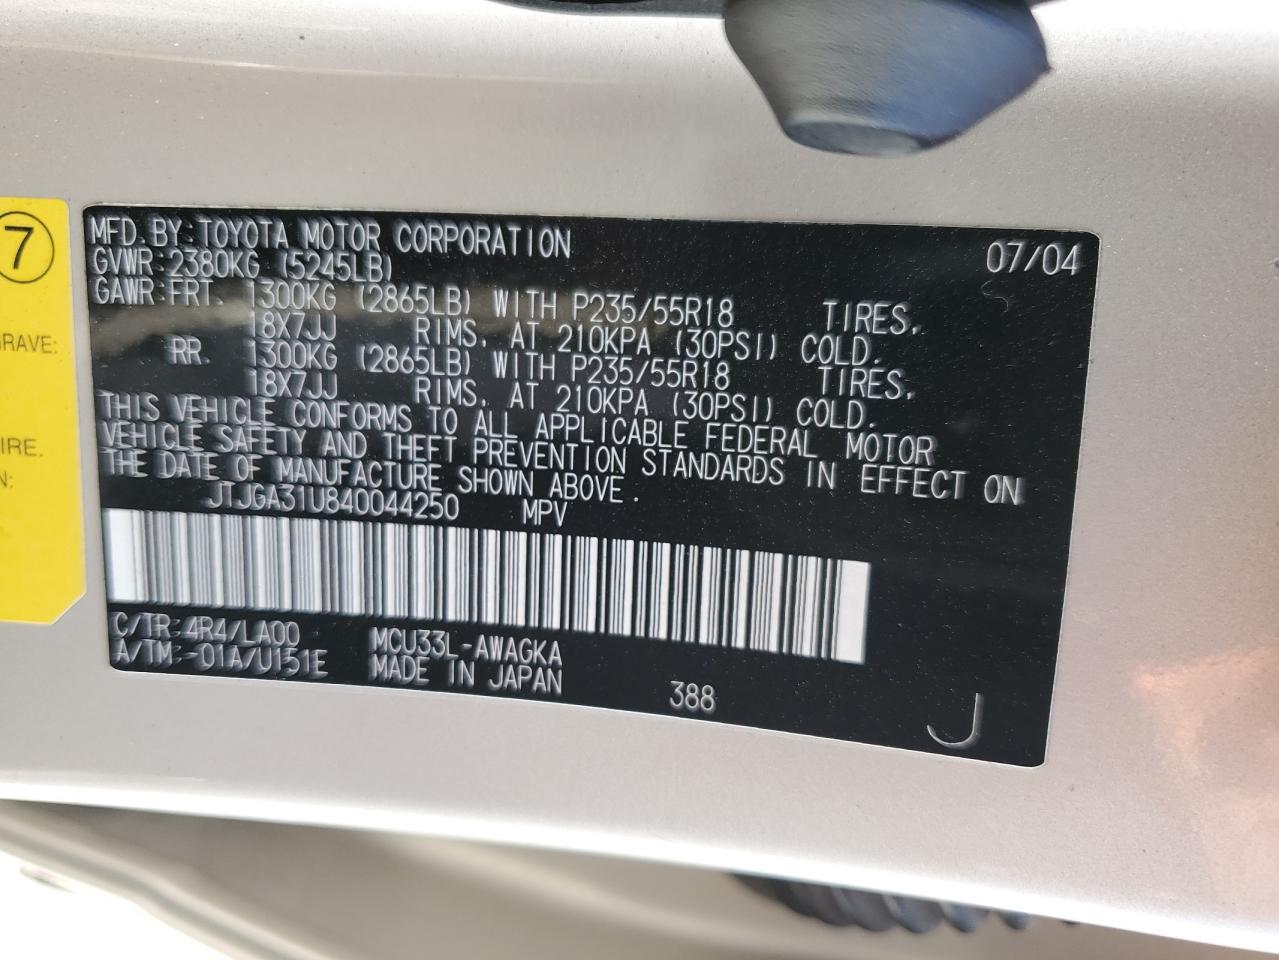 7
GRAVE:
IRE.
N:
MFD. BY: TOYOTA MOTOR CORPORATION 07/04
GVWR: 2380KG (5245LB)
GAWR: FRT. 1300KG (2865LB) WITH P235/55R18 TIRES,
18X7JJ RIMS, AT 210KPA (30PSI) COLD.
RR. 1300KG (2865LB) WITH P235/55R18 TIRES,
18X7JJ RIMS, AT 210KPA (30PSI) COLD.
THIS VEHICLE CONFORMS TO ALL APPLICABLE FEDERAL MOTOR
VEHICLE SAFETY AND THEFT PREVENTION STANDARDS IN EFFECT ON
THE DATE OF MANUFACTURE SHOWN ABOVE.
JTJGA31U840044250 MPV
C/TR: 4R4/LA00 MCU33L-AWAGKA
A/TM: -01A/U151E MADE IN JAPAN
388
J